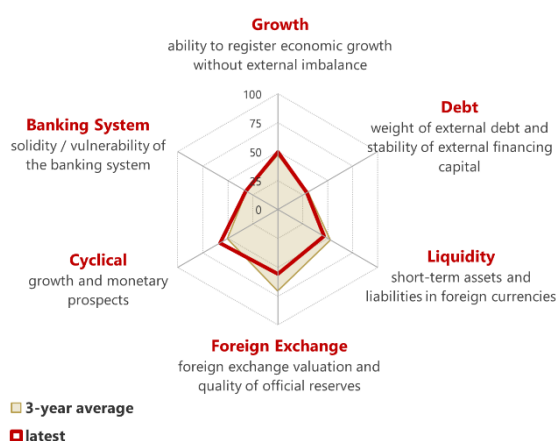 Growth
ability to register economic growth
without external imbalance
100
75
50
25
0
Debt
weight of external debt and
stability of external financing
capital
Liquidity
short-term assets and
liabilities in foreign currencies
Foreign Exchange
foreign exchange valuation and
quality of official reserves
Cyclical
growth and monetary
prospects
Banking System
solidity / vulnerability of
the banking system
3-year average
latest